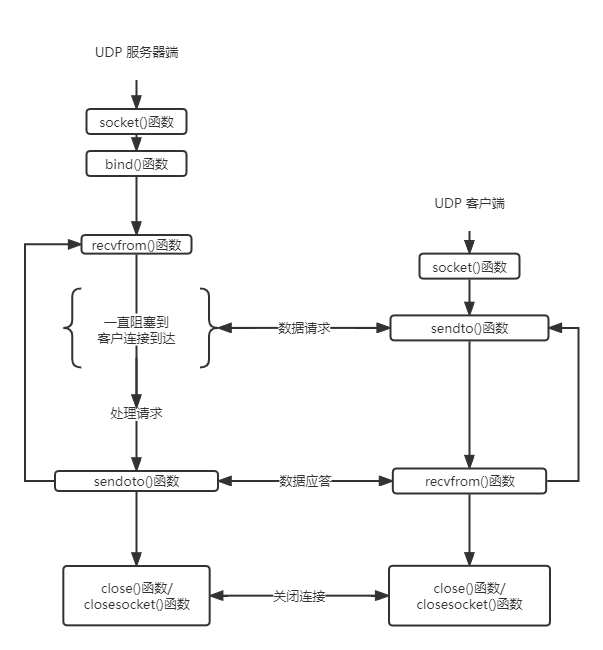 UDP 服务器端
socket()函数
bind()函数
UDP 客户端
recvfrom()函数
socket()函数
一直阻塞到
客户连接到达
数据请求
sendto()函数
处理请求
sendoto()函数
数据应答
recvfrom()函数
close()函数/
closesocket()函数
关闭连接
close()函数/
closesocket()函数